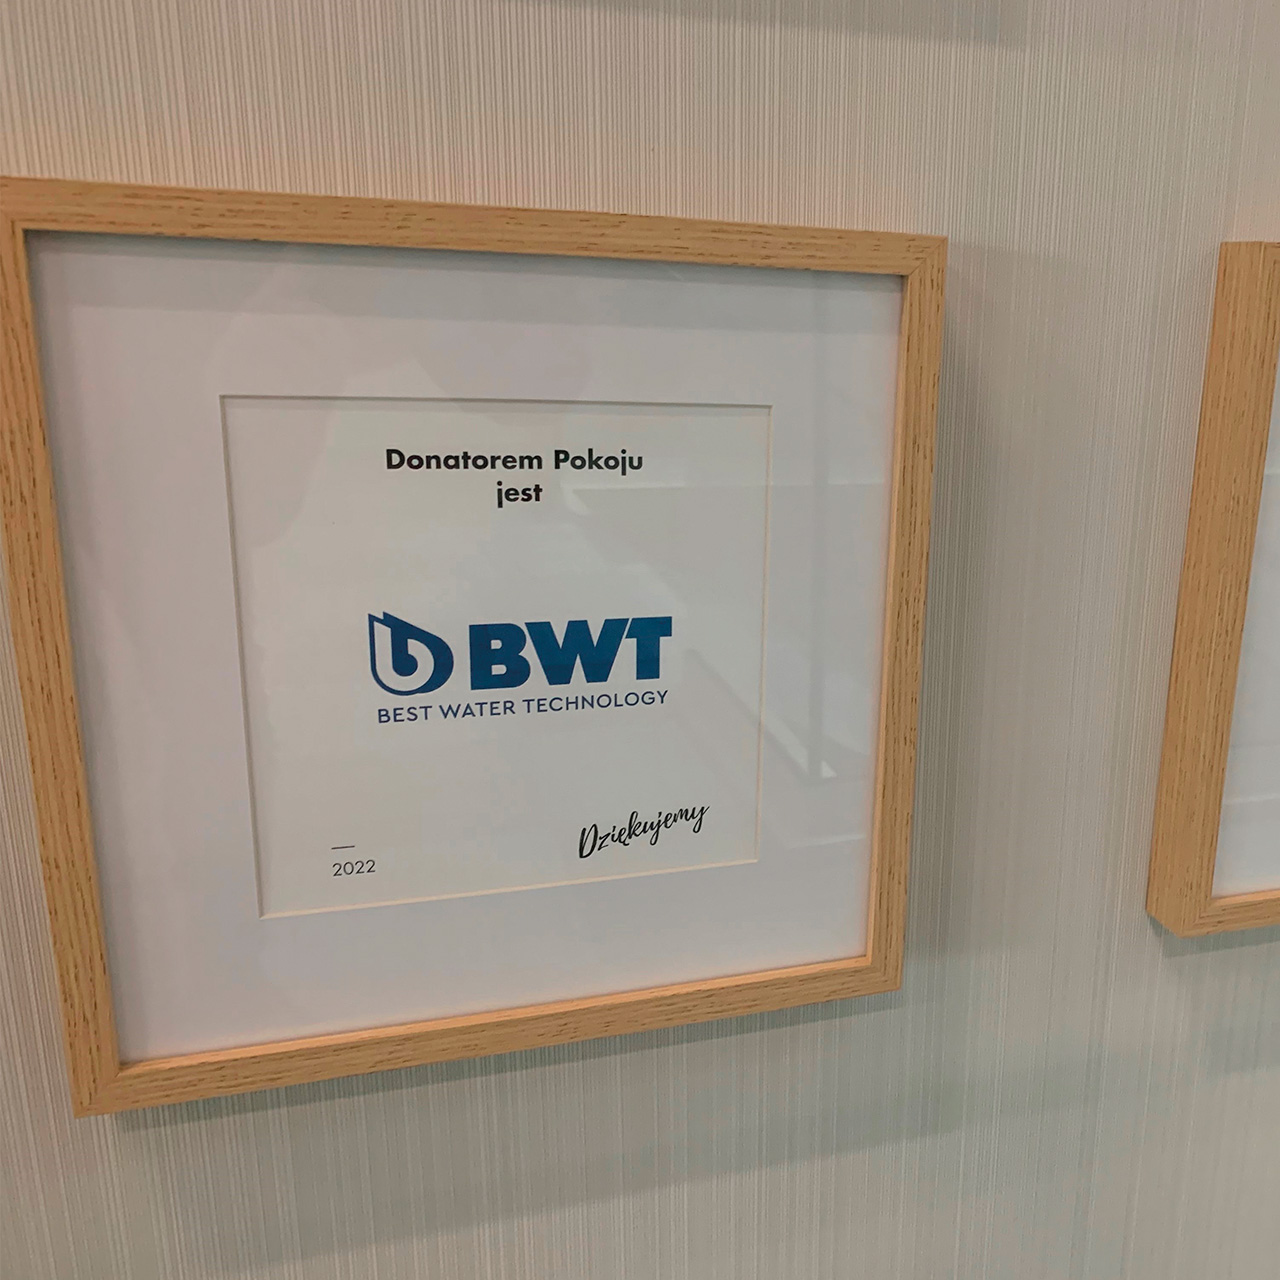 Donatorem Pokoju
jest
BWT
BEST WATER TECHNOLOGY
Dziękujemy
2022